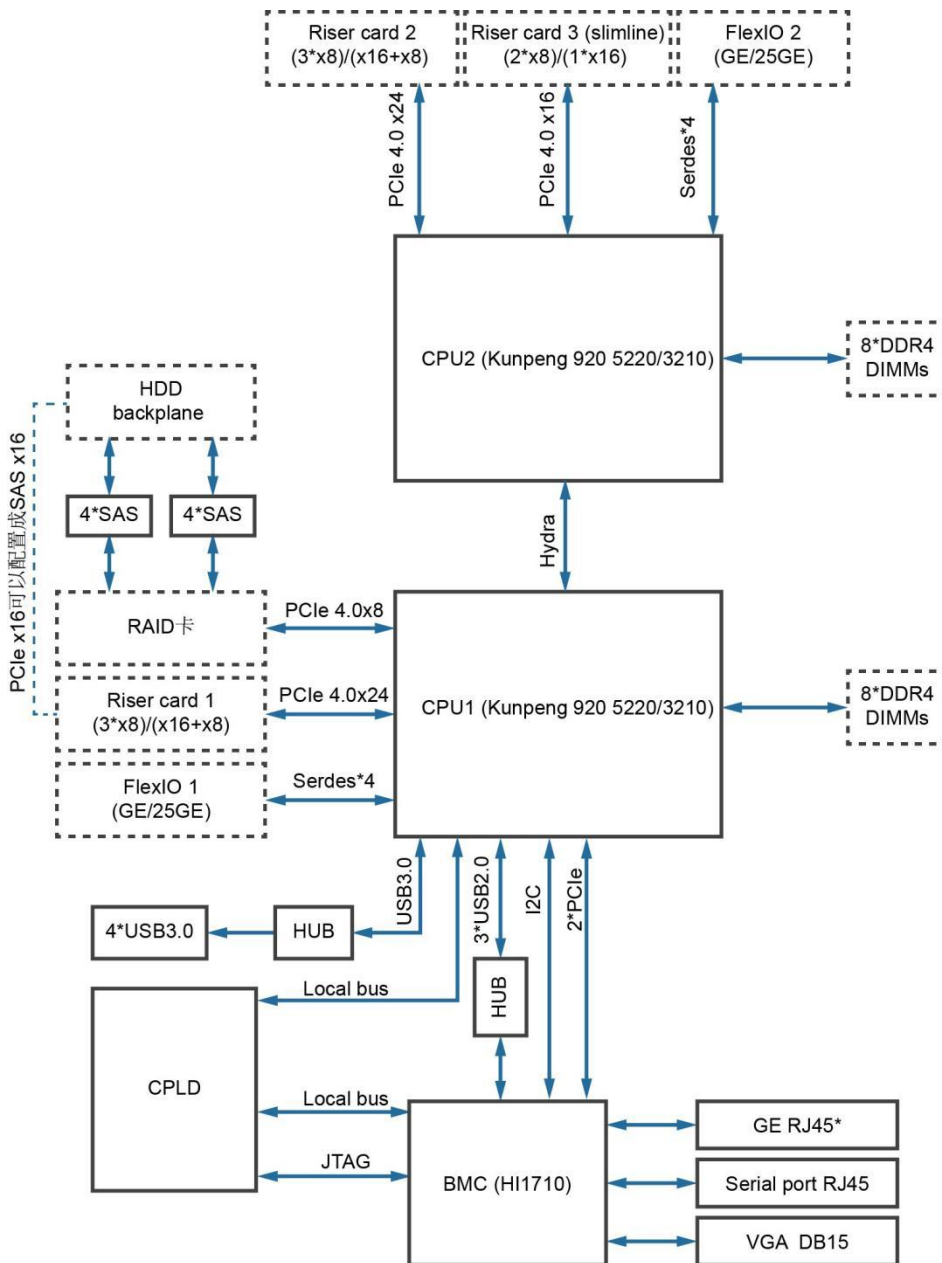 Riser card 2
(3*x8)/(x16+x8)
Riser card 3 (slimline)
(2*x8)/(1*x16)
FlexIO 2
(GE/25GE)
PCIe 4.0 x24
PCIe 4.0 x16
Serdes*4
CPU2 (Kunpeng 920 5220/3210)
8*DDR4
DIMMs
HDD
backplane
PCIe x16可以配置成SAS x16
4*SAS
4*SAS
Hydra
RAID卡
PCIe 4.0x8
Riser card 1
(3*x8)/(x16+x8)
PCIe 4.0x24
CPU1 (Kunpeng 920 5220/3210)
8*DDR4
DIMMs
FlexIO 1
(GE/25GE)
Serdes*4
USB3.0
3*USB2.0
I2C
2*PCIe
4*USB3.0
HUB
Local bus
HUB
CPLD
Local bus
JTAG
BMC (HI1710)
GE RJ45*
Serial port RJ45
VGA DB15